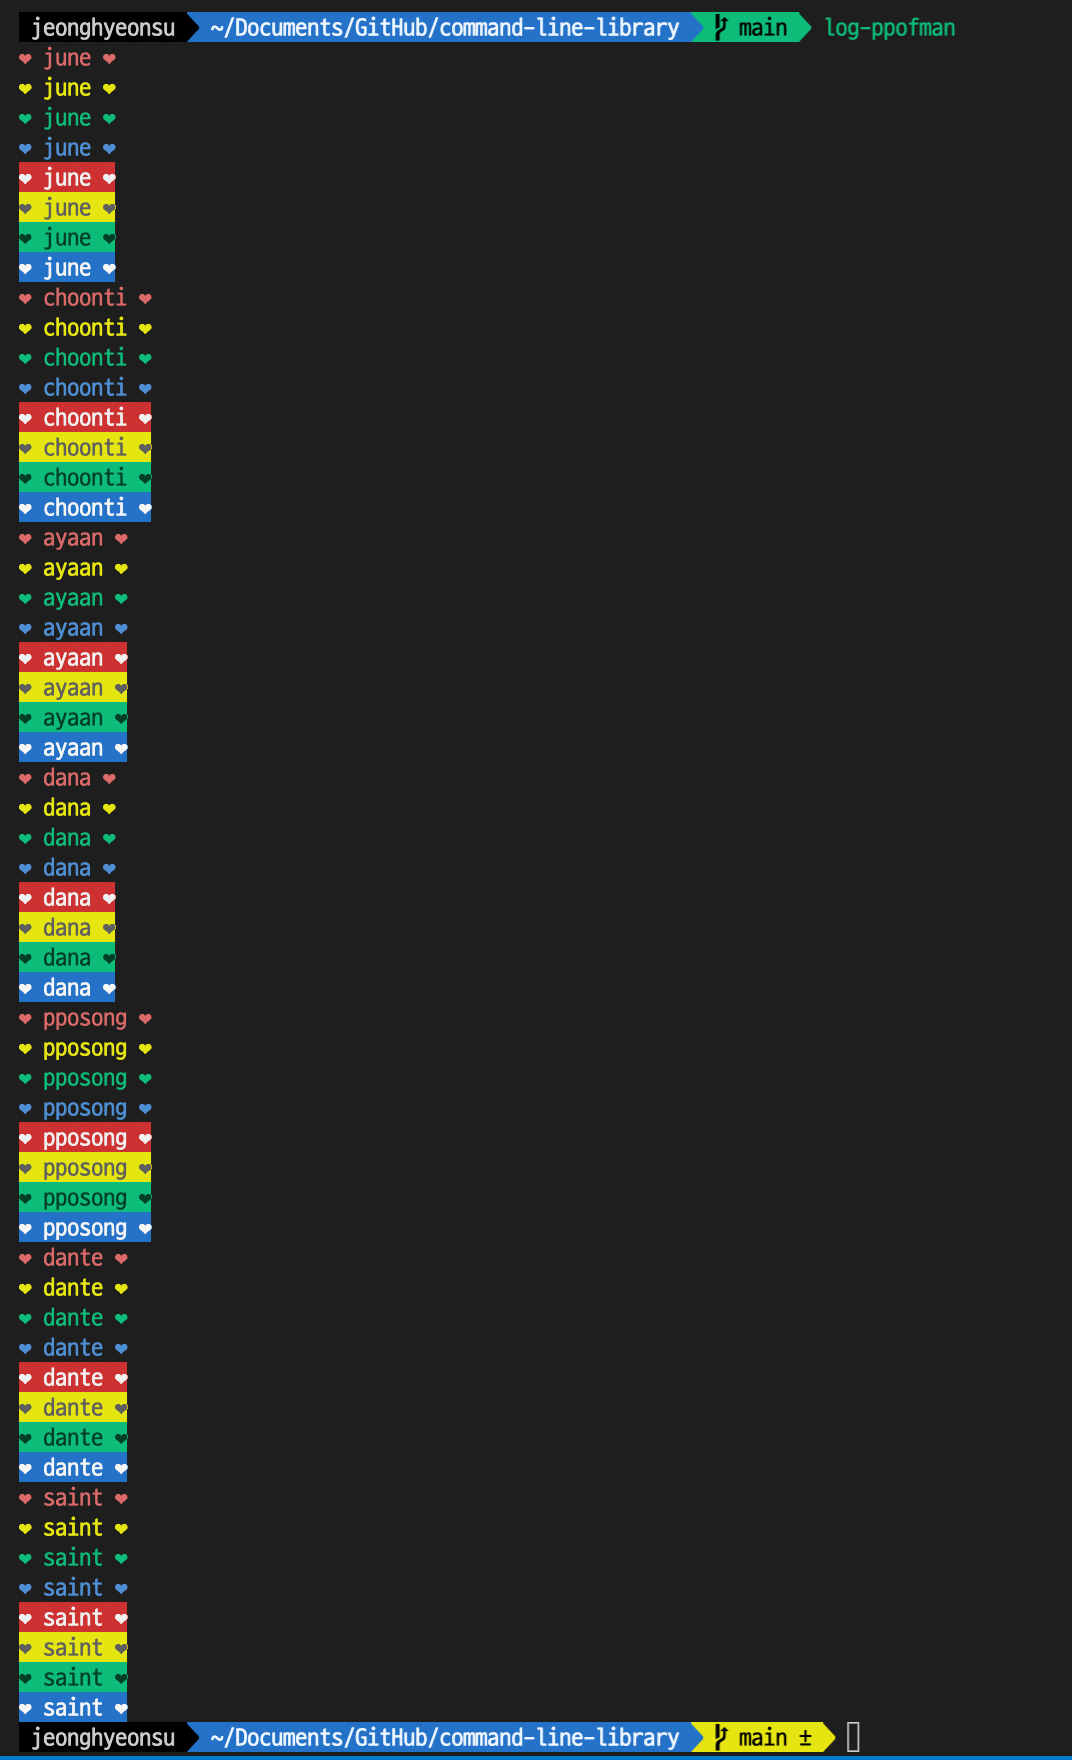 jeonghyeonsu ~/Documents/GitHub/command-line-library main log-ppofman
❤ june ❤
❤ june ❤
❤ june ❤
❤ june ❤
❤ june ❤
❤ june ❤
❤ june ❤
❤ june ❤
❤ choonti ❤
❤ choonti ❤
❤ choonti ❤
❤ choonti ❤
❤ choonti ❤
❤ choonti ❤
❤ choonti ❤
❤ choonti ❤
❤ ayaan ❤
❤ ayaan ❤
❤ ayaan ❤
❤ ayaan ❤
❤ ayaan ❤
❤ ayaan ❤
❤ ayaan ❤
❤ ayaan ❤
❤ dana ❤
❤ dana ❤
❤ dana ❤
❤ dana ❤
❤ dana ❤
❤ dana ❤
❤ dana ❤
❤ dana ❤
❤ pposong ❤
❤ pposong ❤
❤ pposong ❤
❤ pposong ❤
❤ pposong ❤
❤ pposong ❤
❤ pposong ❤
❤ pposong ❤
❤ dante ❤
❤ dante ❤
❤ dante ❤
❤ dante ❤
❤ dante ❤
❤ dante ❤
❤ dante ❤
❤ dante ❤
❤ saint ❤
❤ saint ❤
❤ saint ❤
❤ saint ❤
❤ saint ❤
❤ saint ❤
❤ saint ❤
❤ saint ❤
jeonghyeonsu ~/Documents/GitHub/command-line-library main ±